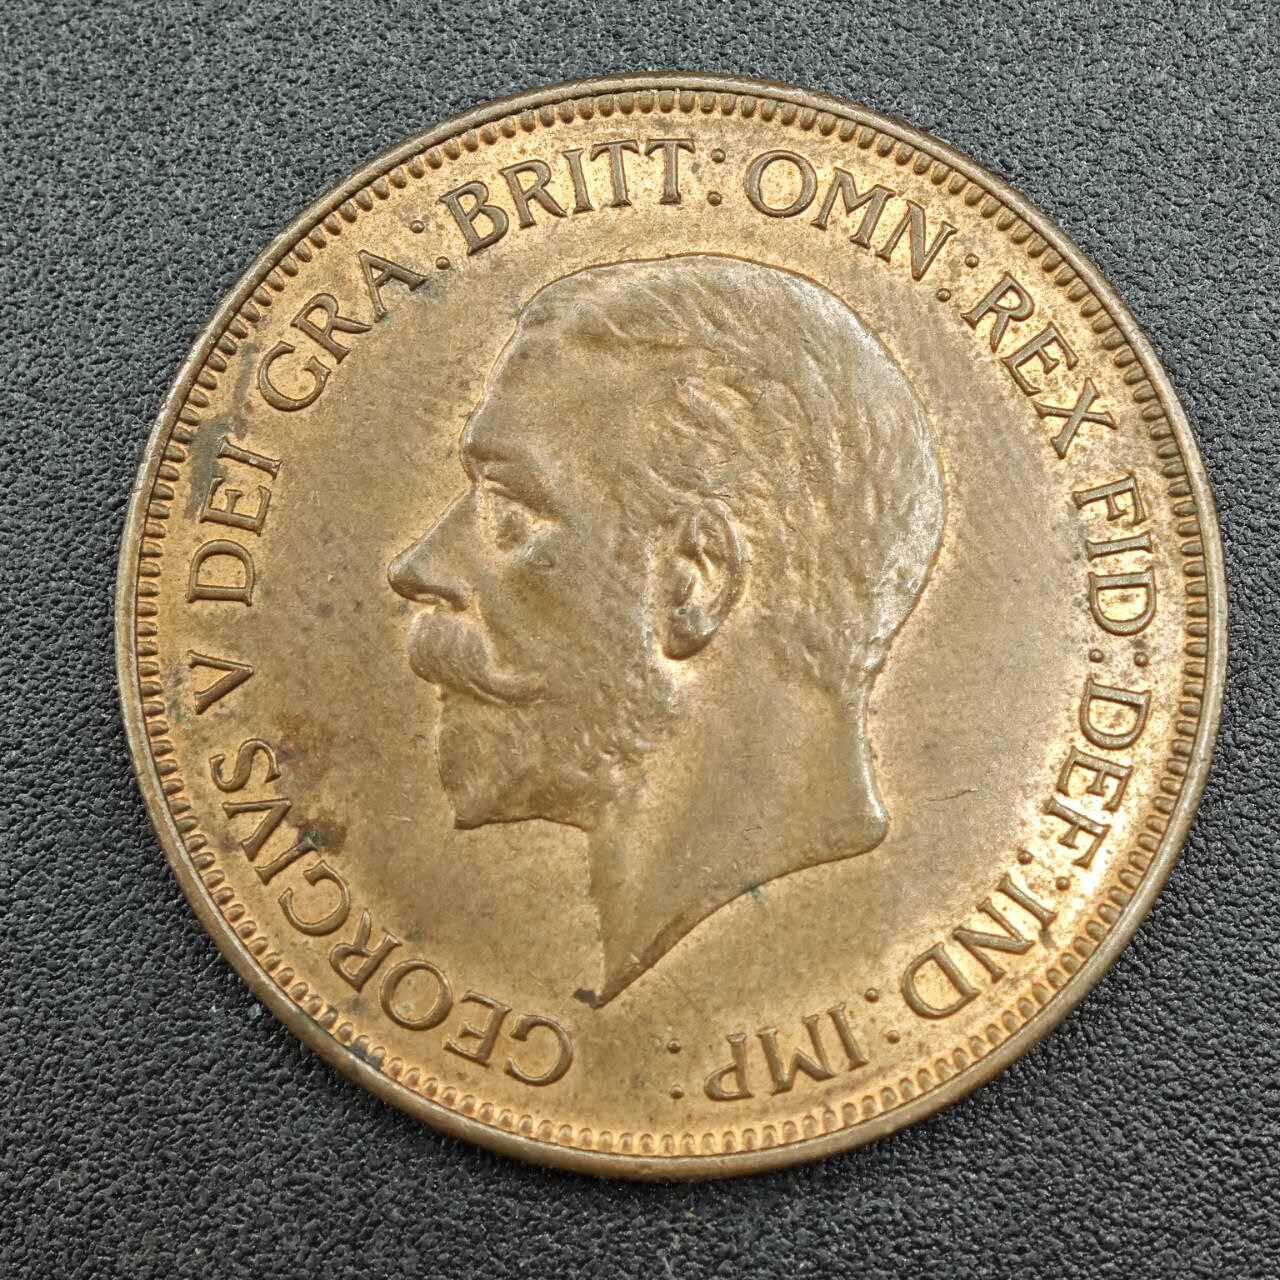 GEORGIVS V DEI GRA: BRITT: OMN: REX FID: DEF: IND: IMP: